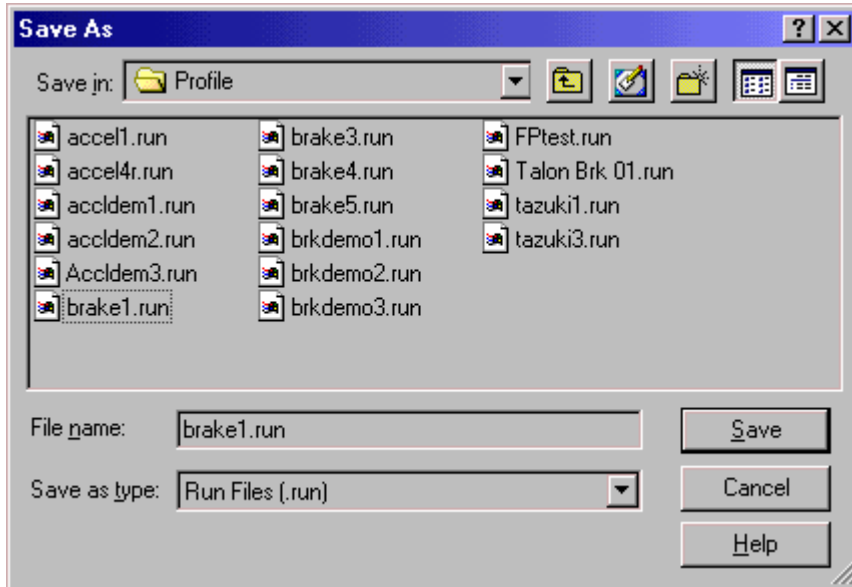 Save As
Save in: Profile
accel1.run brake3.run FPtest.run
accel4r.run brake4.run Talon Brk 01.run
accldem1.run brake5.run tazuki1.run
accldem2.run brkdemo1.run tazuki3.run
Accldem3.run brkdemo2.run
brake1.run brkdemo3.run
File name: brake1.run Save
Save as type: Run Files (.run) Cancel
Help